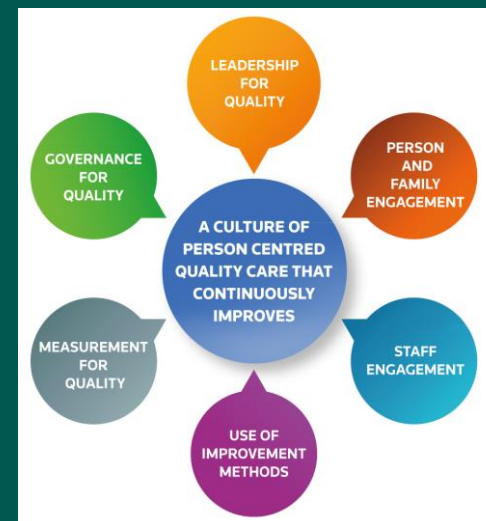 LEADERSHIP
FOR
QUALITY
PERSON
AND
FAMILY
ENGAGEMENT
STAFF
ENGAGEMENT
USE OF
IMPROVEMENT
METHODS
MEASUREMENT
FOR
QUALITY
GOVERNANCE
FOR
QUALITY
A CULTURE OF
PERSON CENTRED
QUALITY CARE THAT
CONTINUOUSLY
IMPROVES